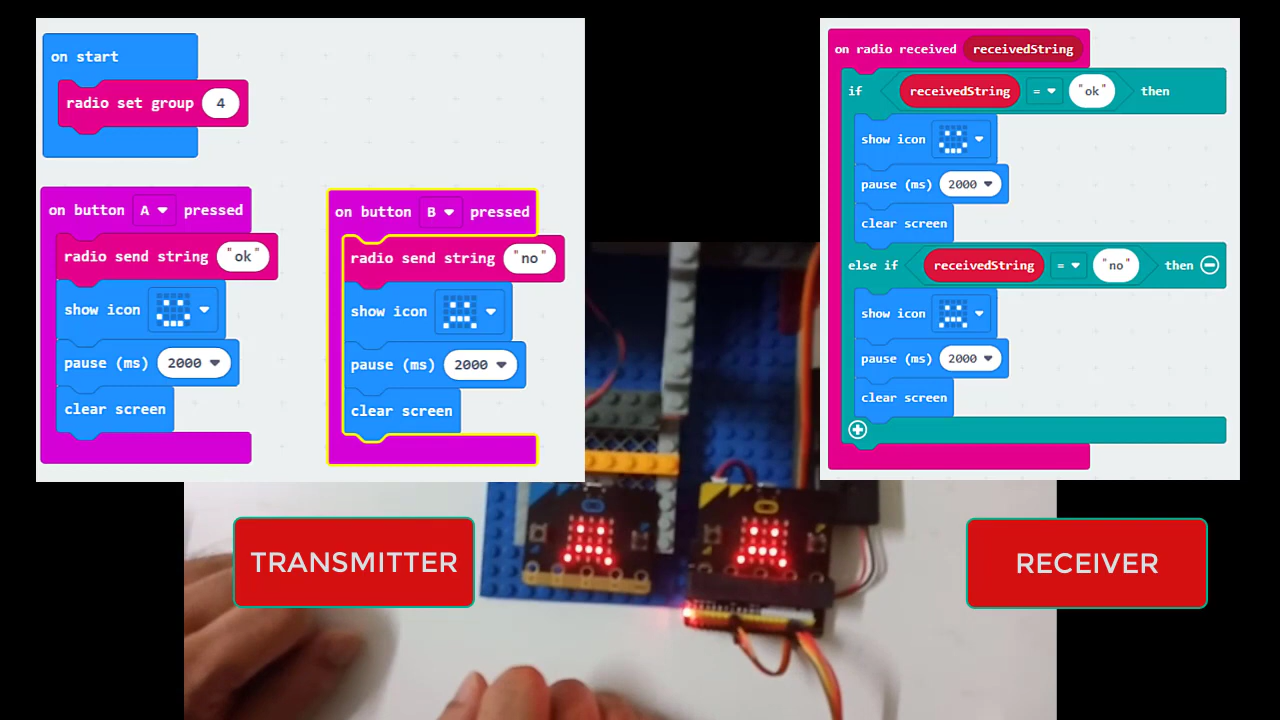 on start
radio set group 4
on button A pressed
radio send string "ok"
show icon
pause (ms) 2000
clear screen
on button B pressed
radio send string "no"
show icon
pause (ms) 2000
clear screen
on radio received receivedString
if receivedString = "ok" then
show icon
pause (ms) 2000
clear screen
else if receivedString = "no" then
show icon
pause (ms) 2000
clear screen
TRANSMITTER
RECEIVER